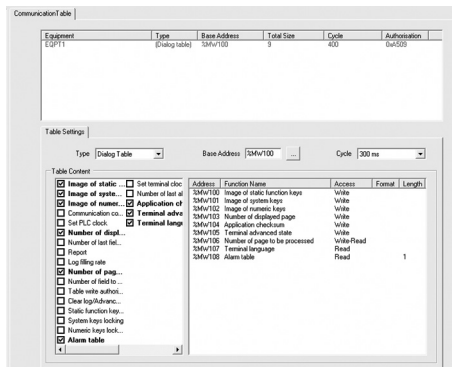 CommunicationTable
Equipment Type Base Address Total Size Cycle Authorisation
EQPT1 (Dialog table) %MW100 9 400 0xA509
Table Settings
Type Dialog Table Base Address %MW100 ... Cycle 300 ms
Table Content
Image of static ... Set terminal cloc
Image of syste... Number of last al
Image of numer... Application ch
Communication co... Terminal adva
Set PLC clock Terminal langu
Number of displ...
Number of last fiel...
Report
Log filling rate
Number of pag...
Number of field to ...
Table write authori...
Clear log/Advanc...
Static function key...
System keys locking
Numeric keys lock...
Alarm table
Address Function Name Access Format Length
%MW100 Image of static function keys Write
%MW101 Image of system keys Write
%MW102 Image of numeric keys Write
%MW103 Number of displayed page Write
%MW104 Application checksum Write
%MW105 Terminal advanced state Write
%MW106 Number of page to be processed Write-Read
%MW107 Terminal language Read
%MW108 Alarm table Read 1